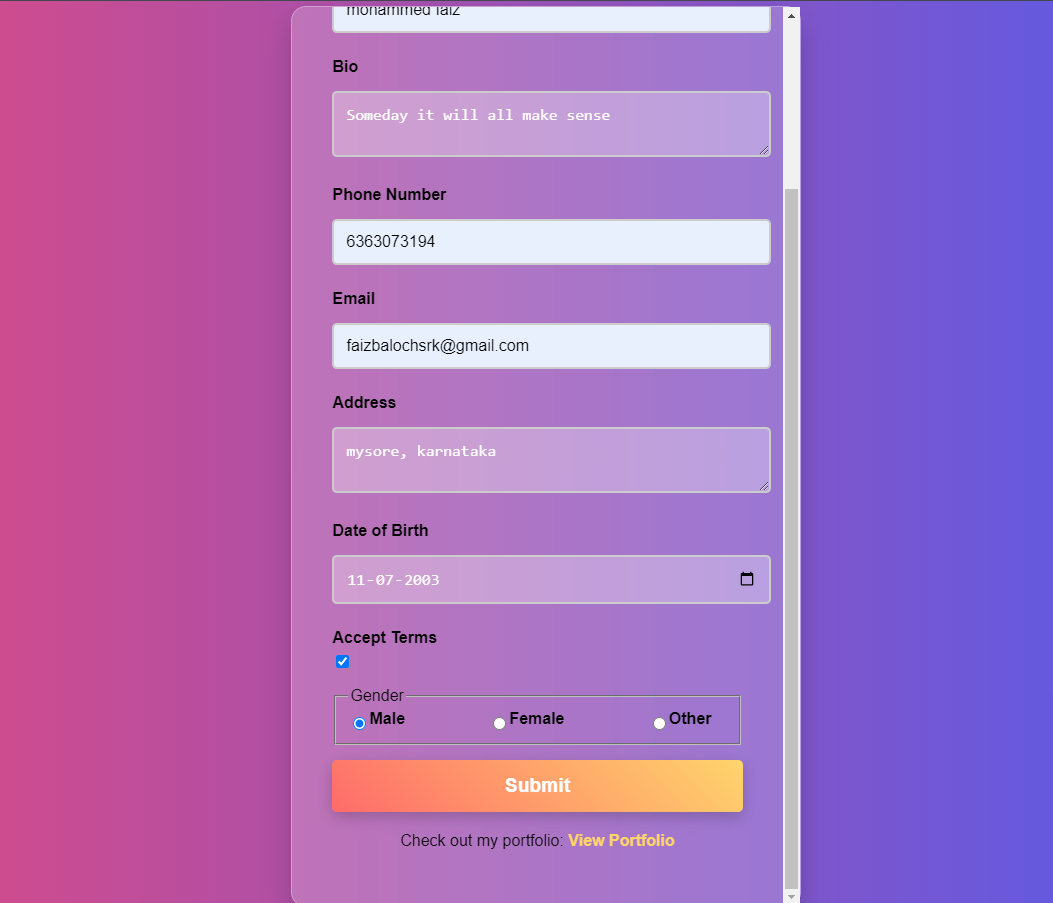 mohammed faiz
Bio
Someday it will all make sense
Phone Number
6363073194
Email
faizbalochsrk@gmail.com
Address
mysore, karnataka
Date of Birth
11-07-2003
Accept Terms
Gender
Male Female Other
Submit
Check out my portfolio: View Portfolio